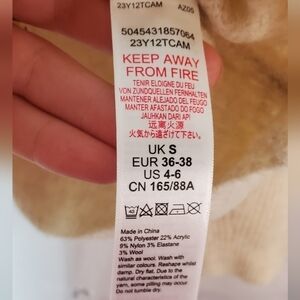 23Y12TCAM AZ05
5045431857064
23Y12TCAM
KEEP AWAY
FROM FIRE
TENIR ELOIGNE DU FEU
VON ZUNDQUELLEN FERNHALTEN
MANTENER ALEJADO DEL FUEGO
MANTER AFASTADO DO FOGO
JAUHKAN DARI API
远离火源
火気から遠ざけて下さい。
UK S
EUR 36-38
US 4-6
CN 165/88A
Made in China
63% Polyester 22% Acrylic
9% Nylon 3% Elastane
3% Wool
Wash as wool. Wash with
similar colours. Reshape whilst
damp. Dry flat. Due to the
natural characteristics of the
yarn, some pilling may occur
Do not tumble dry.